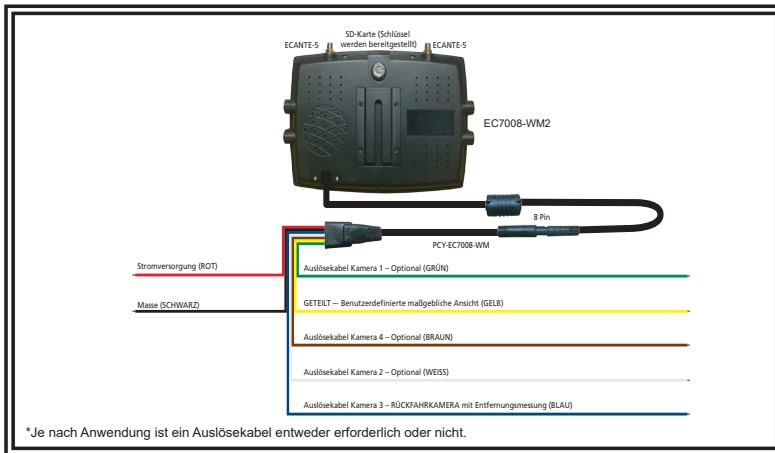 SD-Karte (Schlüssel
werden bereitgestellt)
ECANTE-5
ECANTE-5
EC7008-WM2
8 Pin
PCY-EC7008-WM
Stromversorgung (ROT)
Masse (SCHWARZ)
Auslösekabel Kamera 1 – Optional (GRÜN)
GETEILT –- Benutzerdefinierte maßgebliche Ansicht (GELB)
Auslösekabel Kamera 4 – Optional (BRAUN)
Auslösekabel Kamera 2 – Optional (WEISS)
Auslösekabel Kamera 3 – RÜCKFAHRKAMERA mit Entfernungsmessung (BLAU)
*Je nach Anwendung ist ein Auslösekabel entweder erforderlich oder nicht.